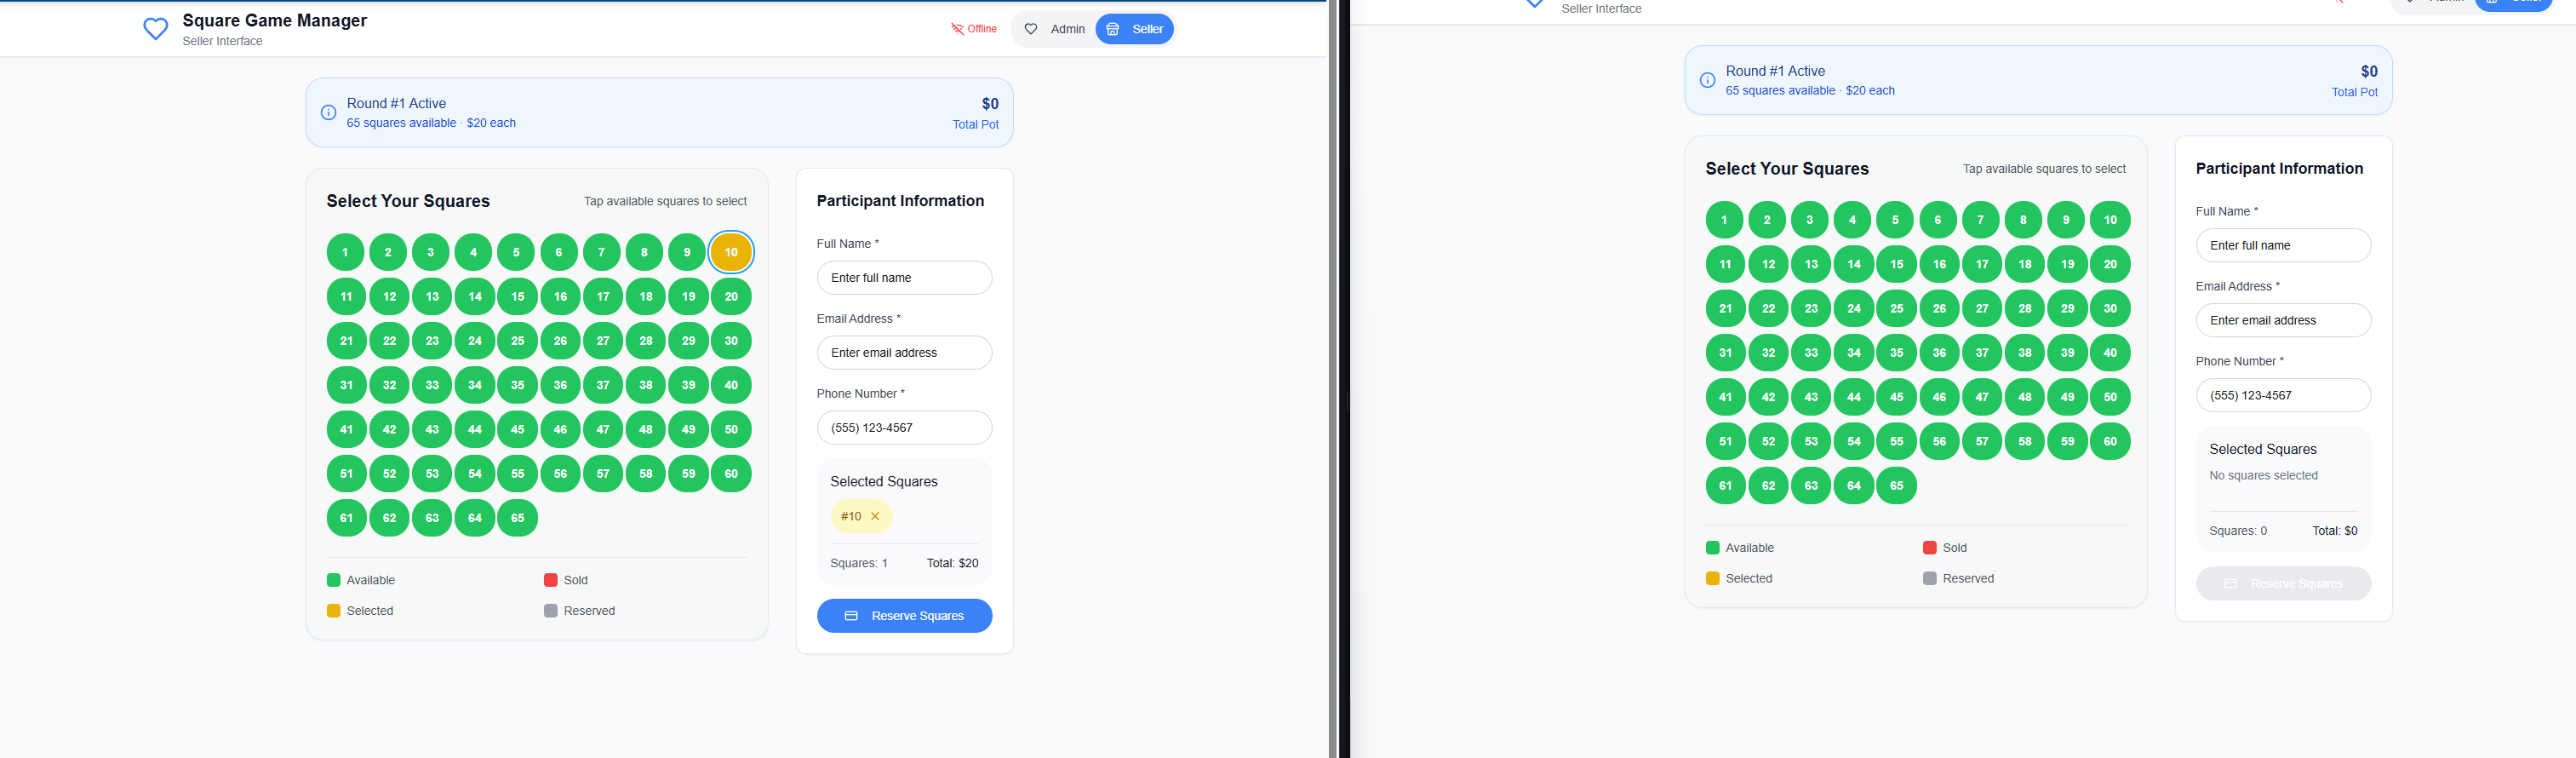 Square Game Manager
Seller Interface
Offline
Admin
Seller
Round #1 Active
65 squares available · $20 each
$0
Total Pot
Select Your Squares
Tap available squares to select
1 2 3 4 5 6 7 8 9 10
11 12 13 14 15 16 17 18 19 20
21 22 23 24 25 26 27 28 29 30
31 32 33 34 35 36 37 38 39 40
41 42 43 44 45 46 47 48 49 50
51 52 53 54 55 56 57 58 59 60
61 62 63 64 65
Available
Sold
Selected
Reserved
Participant Information
Full Name *
Enter full name
Email Address *
Enter email address
Phone Number *
(555) 123-4567
Selected Squares
#10
Squares: 1 Total: $20
Reserve Squares
Seller Interface
Round #1 Active
65 squares available · $20 each
$0
Total Pot
Select Your Squares
Tap available squares to select
1 2 3 4 5 6 7 8 9 10
11 12 13 14 15 16 17 18 19 20
21 22 23 24 25 26 27 28 29 30
31 32 33 34 35 36 37 38 39 40
41 42 43 44 45 46 47 48 49 50
51 52 53 54 55 56 57 58 59 60
61 62 63 64 65
Available
Sold
Selected
Reserved
Participant Information
Full Name *
Enter full name
Email Address *
Enter email address
Phone Number *
(555) 123-4567
Selected Squares
No squares selected
Squares: 0 Total: $0
Reserve Squares